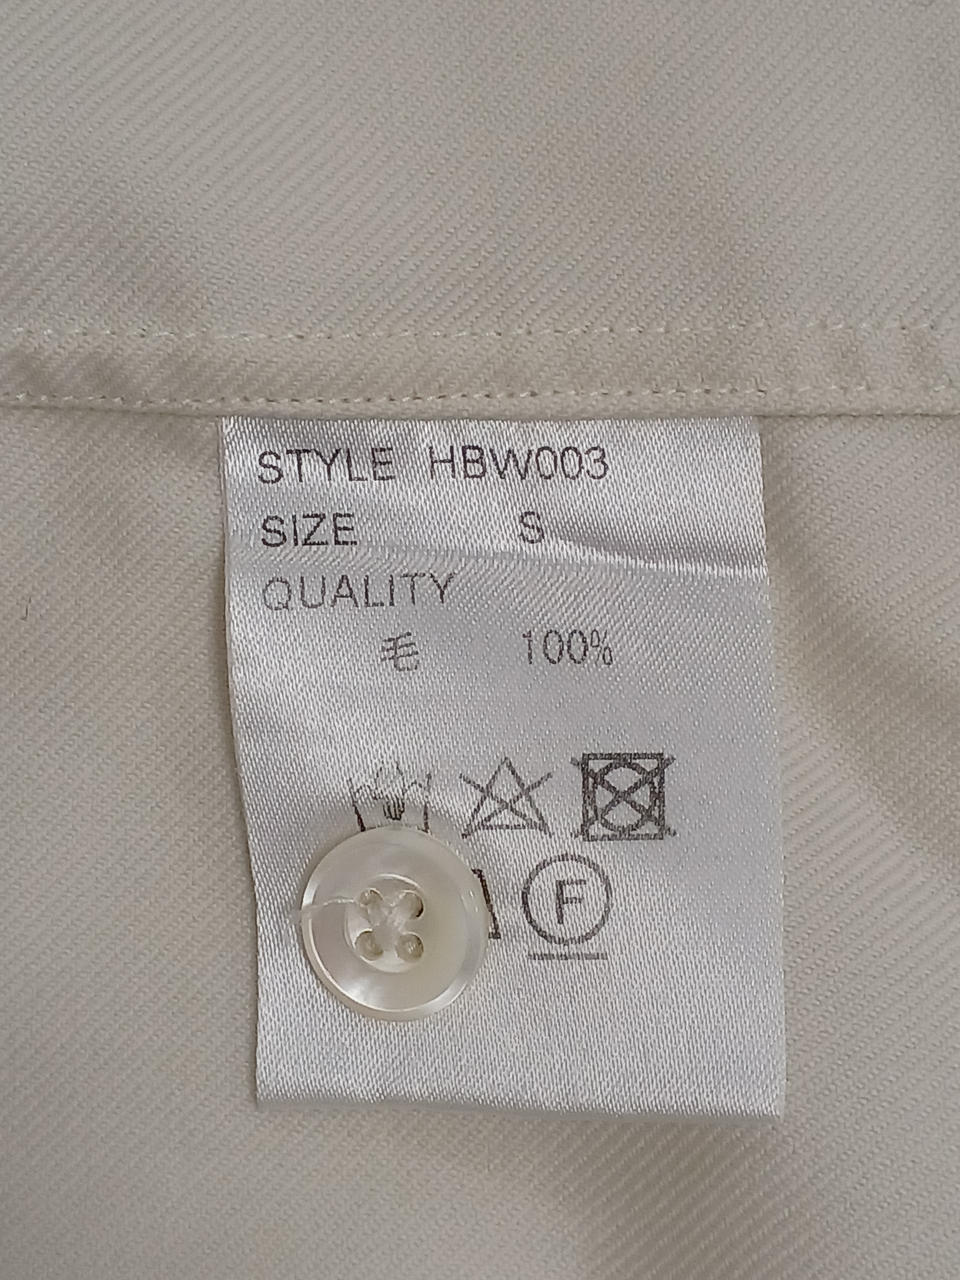 STYLE HBW003
SIZE S
QUALITY
毛 100%
F